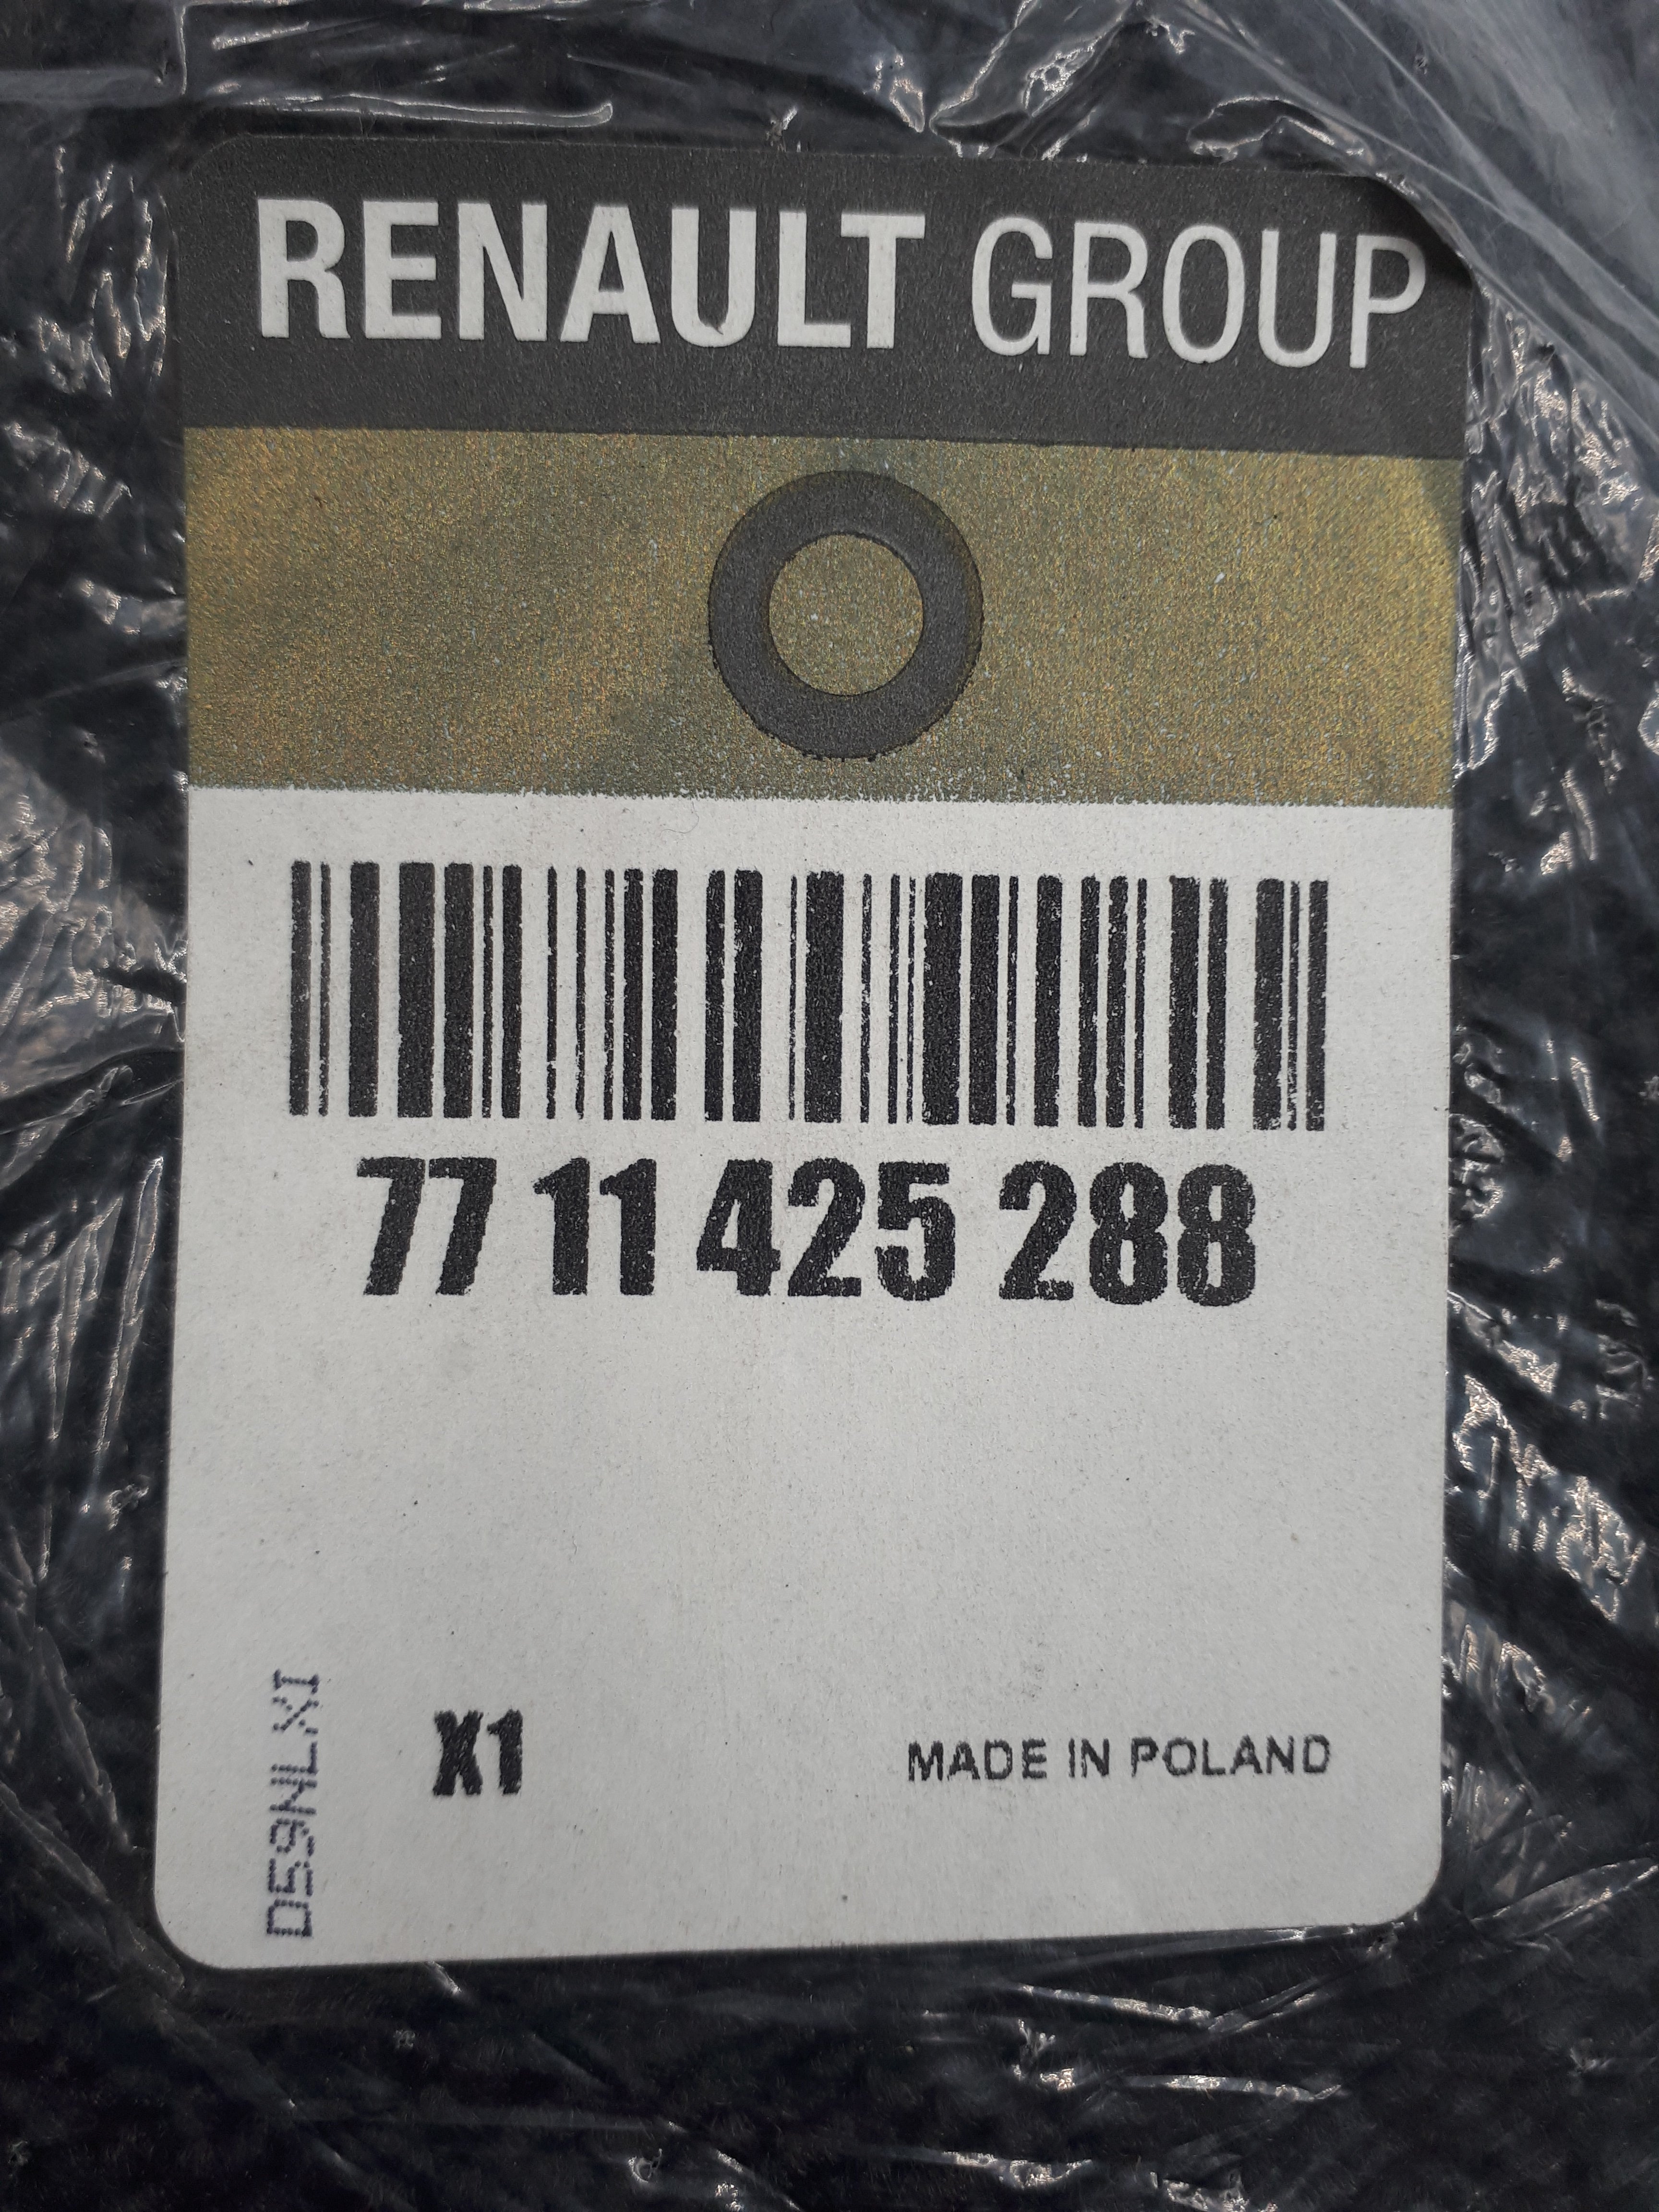 RENAULT GROUP
77 11 425 288
X1
MADE IN POLAND
D59NLXI